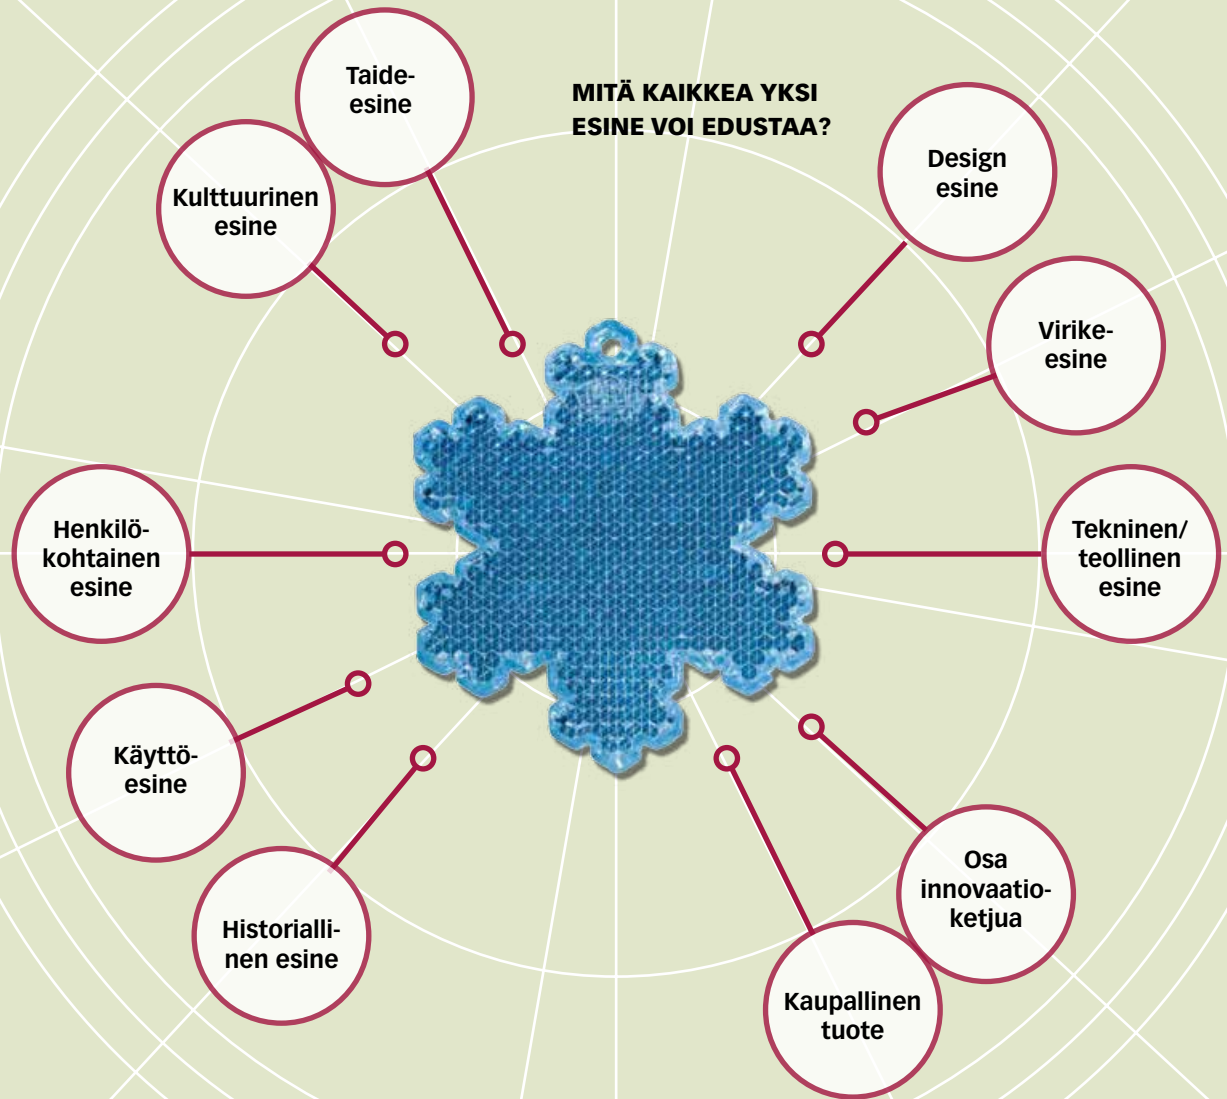 MITÄ KAIKKEA YKSI
ESINE VOI EDUSTAA?
Taide-
esine
Kulttuurinen
esine
Design
esine
Virike-
esine
Henkilö-
kohtainen
esine
Tekninen/
teollinen
esine
Käyttö-
esine
Historialli-
nen esine
Osa
innovaatio-
ketjua
Kaupallinen
tuote